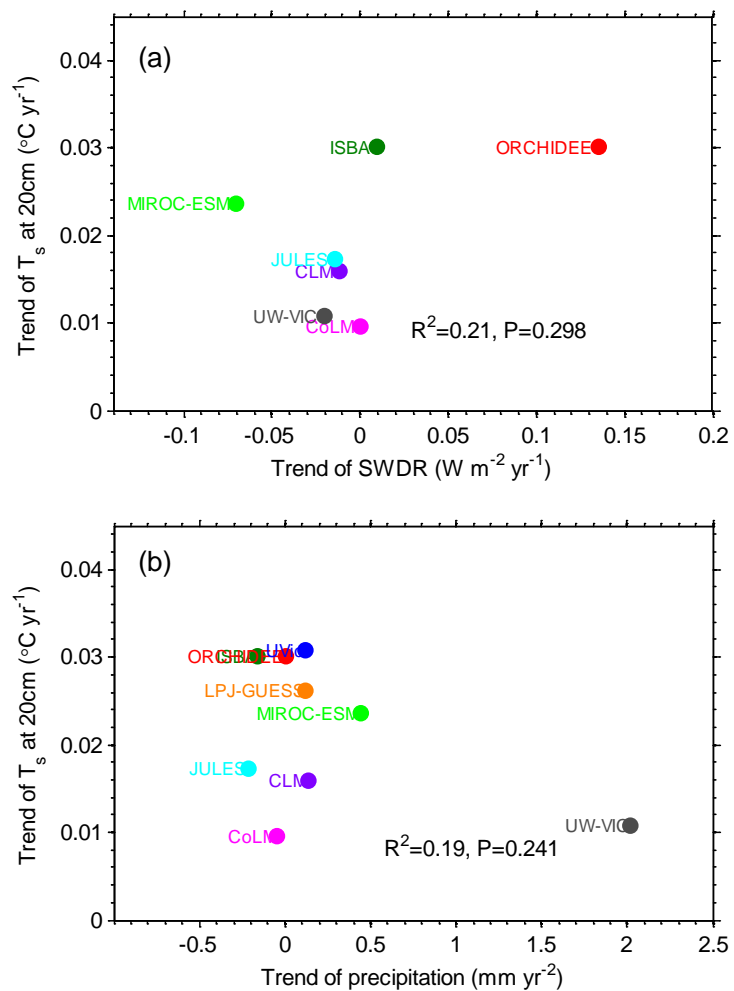 (a)
0.04
0.03
0.02
0.01
0
Trend of Ts at 20cm (°C yr-1)
ISBA
ORCHIDEE
MIROC-ESM
JULES
CLM
UW-VIC
CoLM
R2=0.21, P=0.298
-0.1 -0.05 0 0.05 0.1 0.15 0.2
Trend of SWDR (W m-2 yr-1)
(b)
0.04
0.03
0.02
0.01
0
Trend of Ts at 20cm (°C yr-1)
UVic
ORCHIDEE
ISBA
LPJ-GUESS
MIROC-ESM
JULES
CLM
UW-VIC
CoLM
R2=0.19, P=0.241
-0.5 0 0.5 1 1.5 2 2.5
Trend of precipitation (mm yr-2)